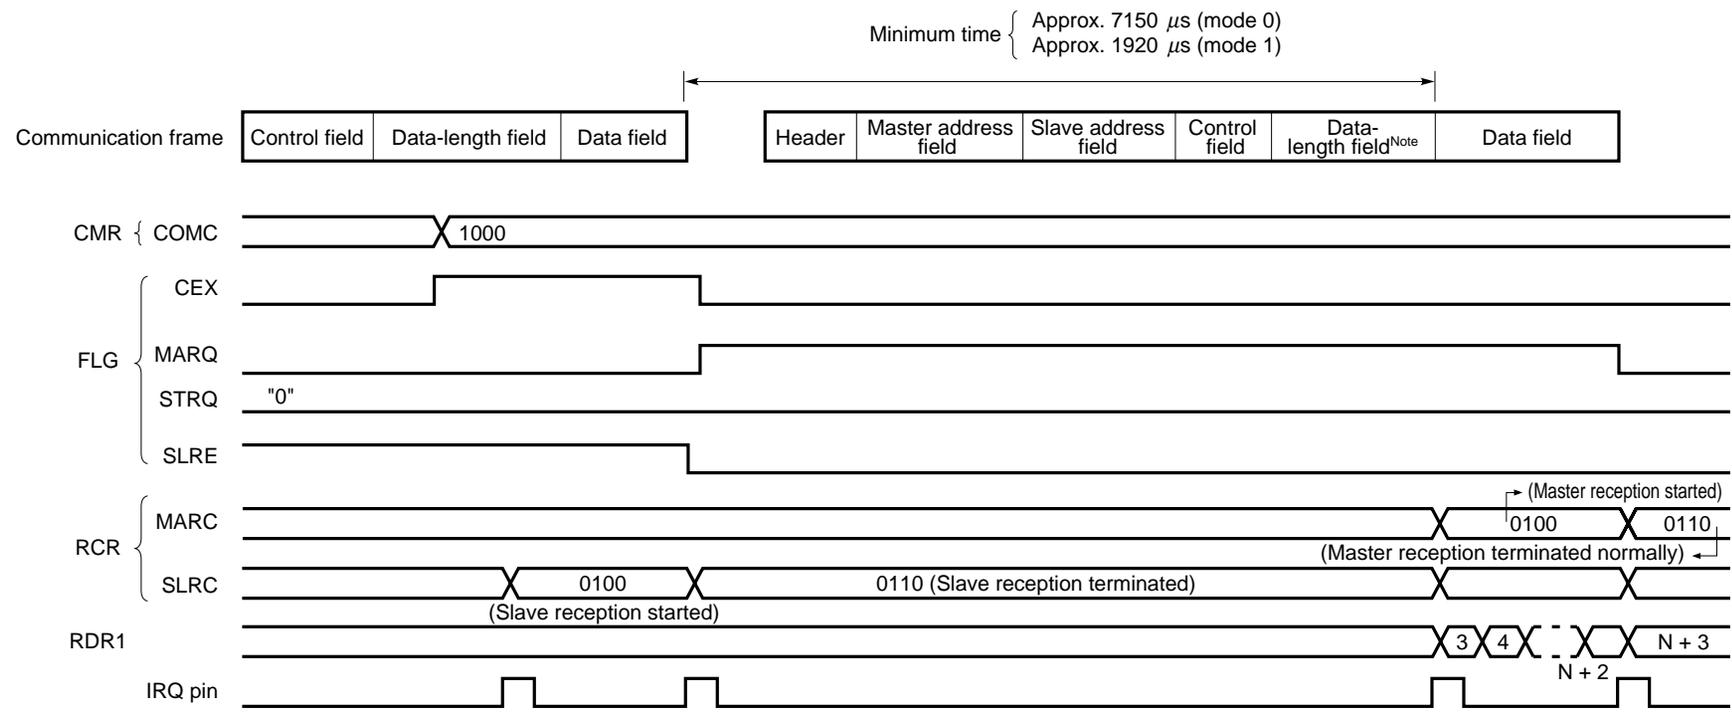 Minimum time
Approx. 7150 μs (mode 0)
Approx. 1920 μs (mode 1)
Communication frame
Control field
Data-length field
Data field
Header
Master address
field
Slave address
field
Control
field
Data-
length fieldNote
Data field
CMR { COMC
1000
FLG
CEX
MARQ
STRQ
"0"
SLRE
RCR
(Master reception started)
MARC
0100
0110
(Master reception terminated normally)
SLRC
0100
0110 (Slave reception terminated)
(Slave reception started)
RDR1
3
4
N + 3
N + 2
IRQ pin